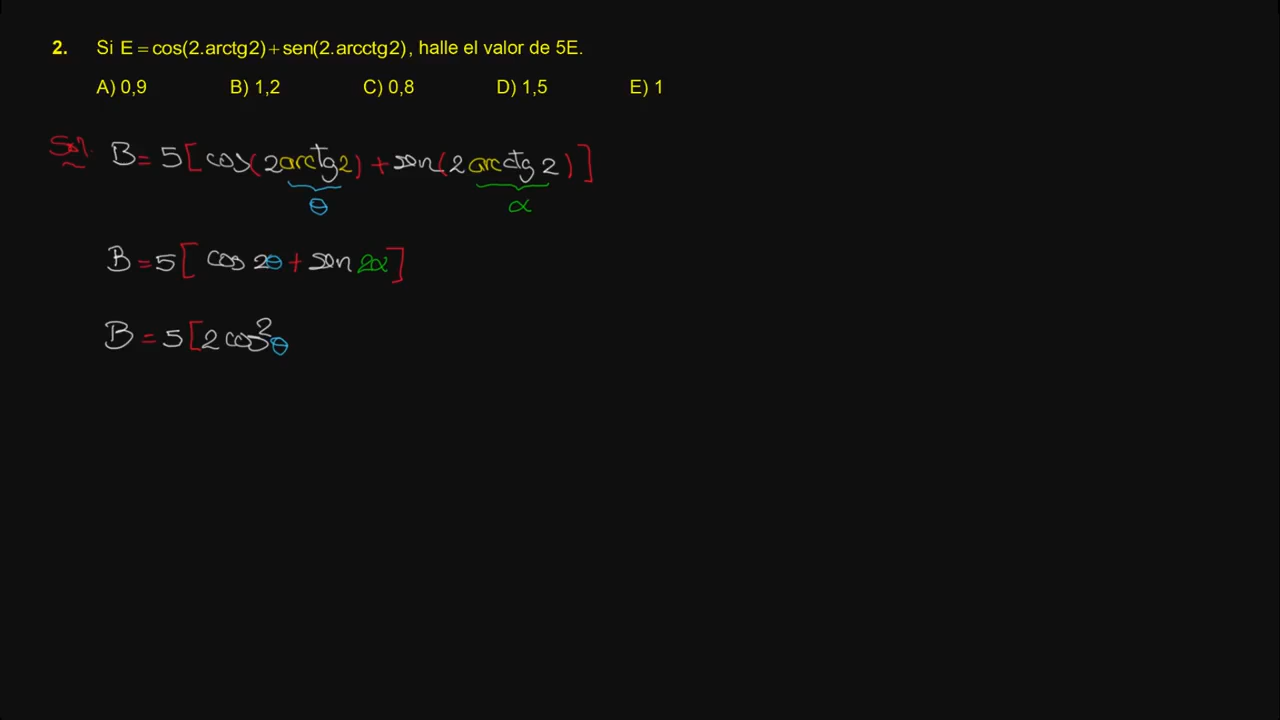 2. Si E = cos(2.arctg2) + sen(2.arcctg2), halle el valor de 5E.
A) 0,9 B) 1,2 C) 0,8 D) 1,5 E) 1
Sol. B = 5[cos(2arctg2) + sen(2arcctg2)]
θ α
B = 5[cos 2θ + sen 2α]
B = 5[2cos²θ